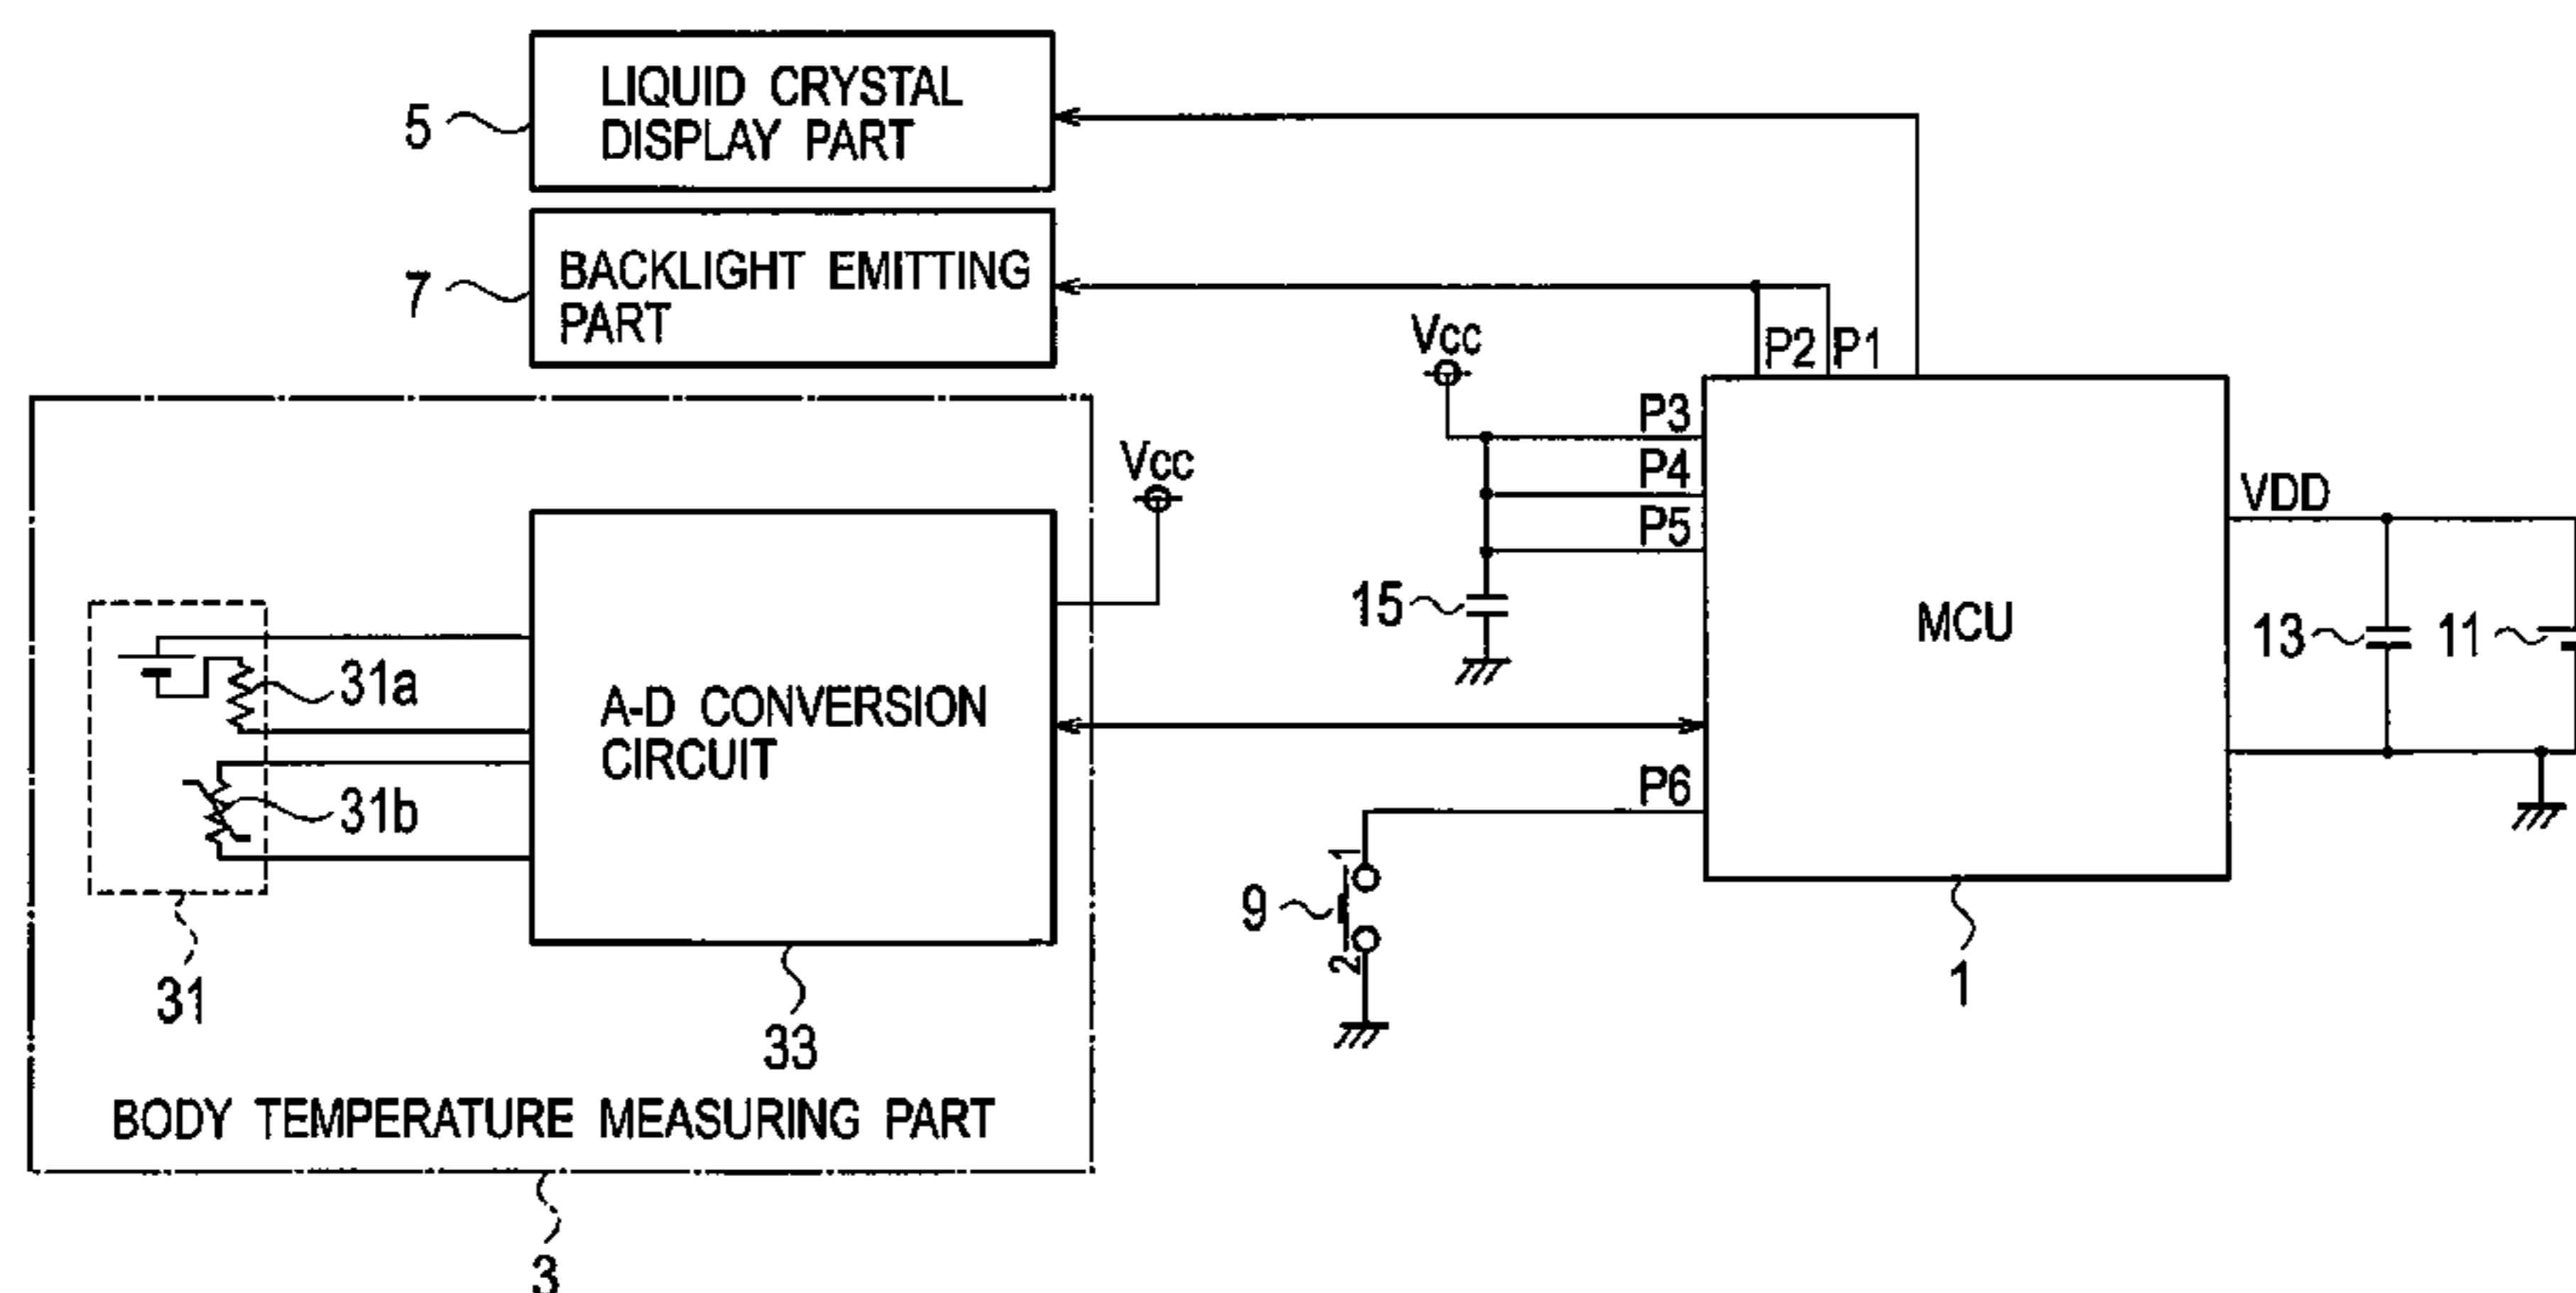 LIQUID CRYSTAL
DISPLAY PART
5
BACKLIGHT EMITTING
PART
7
P2
P1
Vcc
P3
P4
P5
Vcc
VDD
15
MCU
13
11
31a
A-D CONVERSION
CIRCUIT
31b
P6
1
9
2
31
33
1
BODY TEMPERATURE MEASURING PART
3